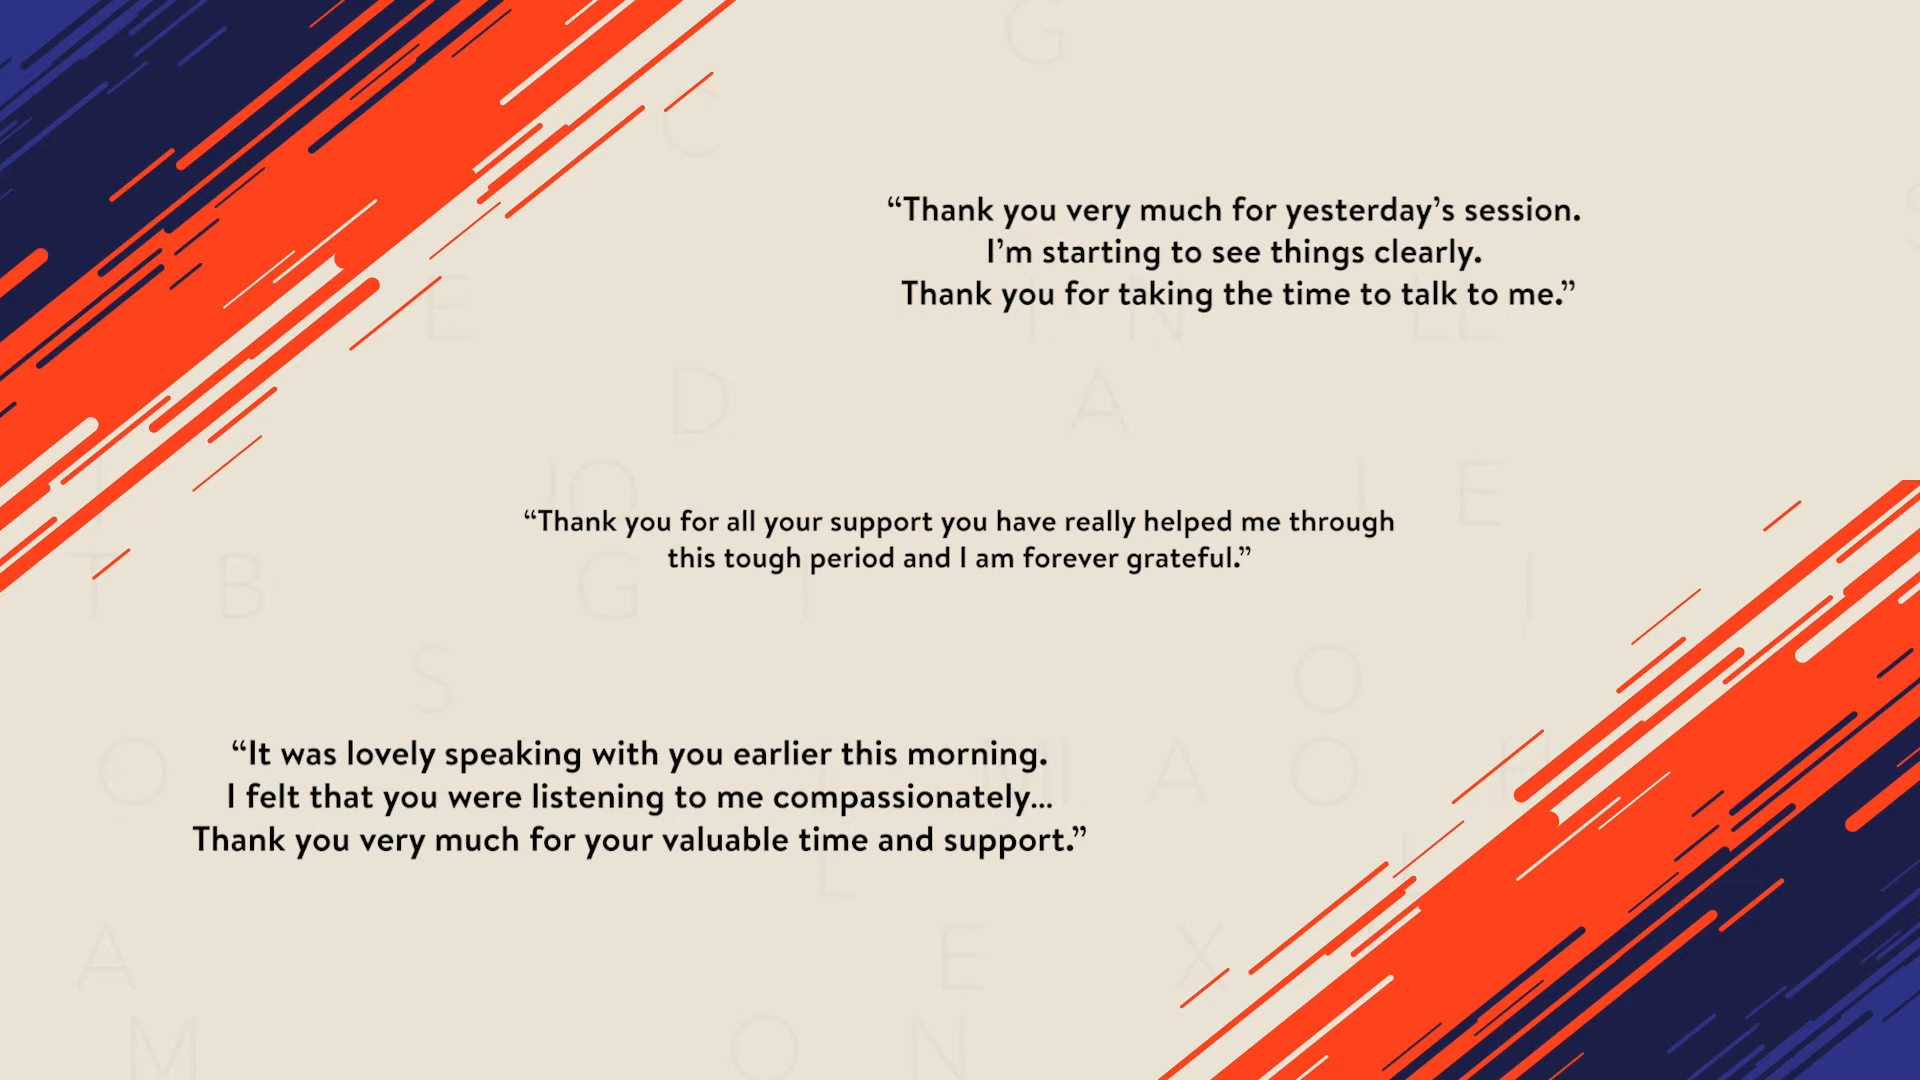 “Thank you very much for yesterday’s session.
I’m starting to see things clearly.
Thank you for taking the time to talk to me.”
“Thank you for all your support you have really helped me through
this tough period and I am forever grateful.”
“It was lovely speaking with you earlier this morning.
I felt that you were listening to me compassionately...
Thank you very much for your valuable time and support.”